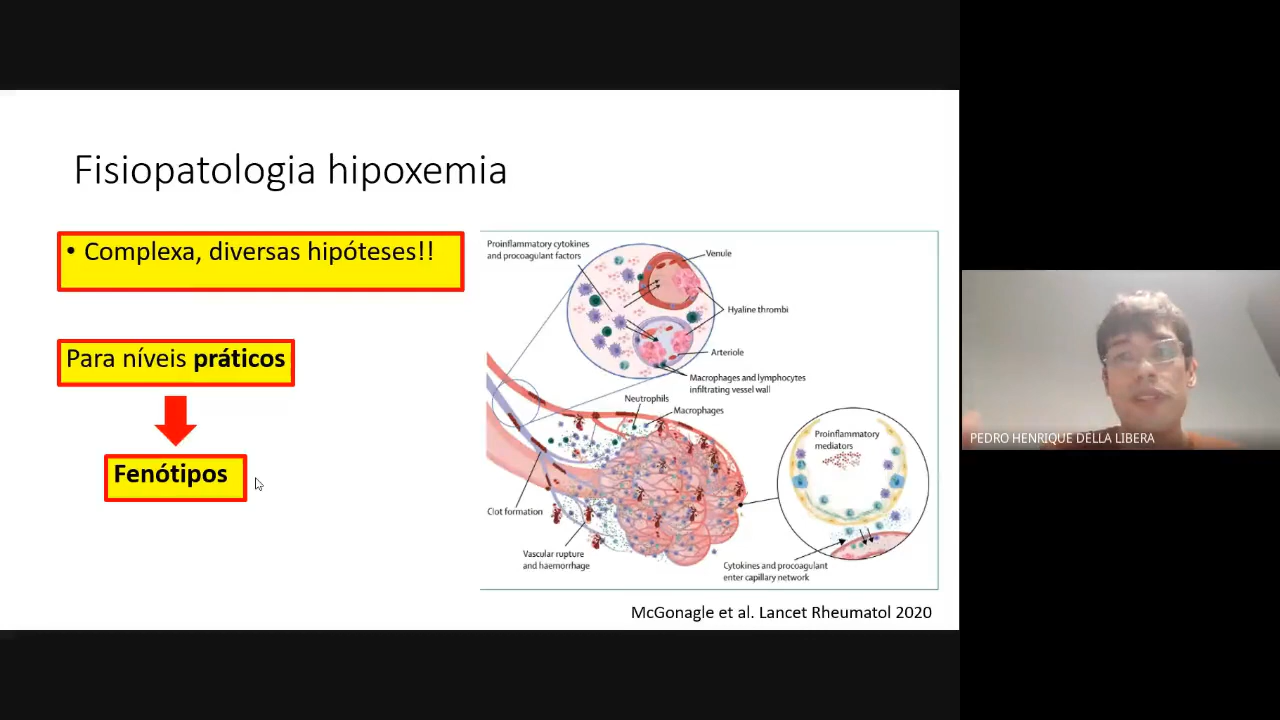 Fisiopatologia hipoxemia
• Complexa, diversas hipóteses!!
Para níveis práticos
Fenótipos
Proinflammatory cytokines
and procoagulant factors
Venule
Hyaline thrombi
Arteriole
Macrophages and lymphocytes
infiltrating vessel wall
Neutrophils
Macrophages
Proinflammatory
mediators
Clot formation
Vascular rupture
and haemorrhage
Cytokines and procoagulant
enter capillary network
McGonagle et al. Lancet Rheumatol 2020
PEDRO HENRIQUE DELLA LIBERA